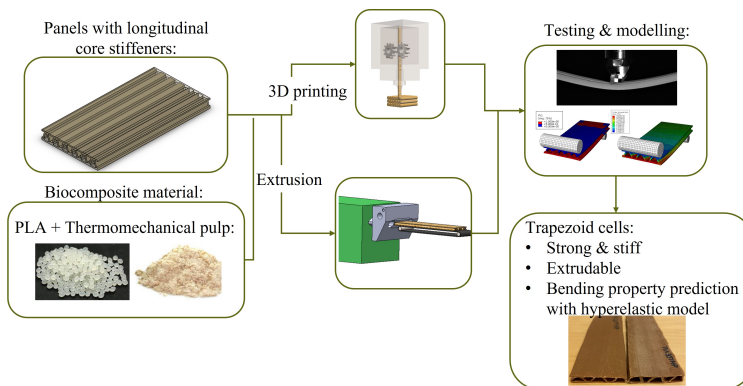 Panels with longitudinal
core stiffeners:
3D printing
Testing & modelling:
Biocomposite material:
Extrusion
PLA + Thermomechanical pulp:
Trapezoid cells:
• Strong & stiff
• Extrudable
• Bending property prediction
with hyperelastic model